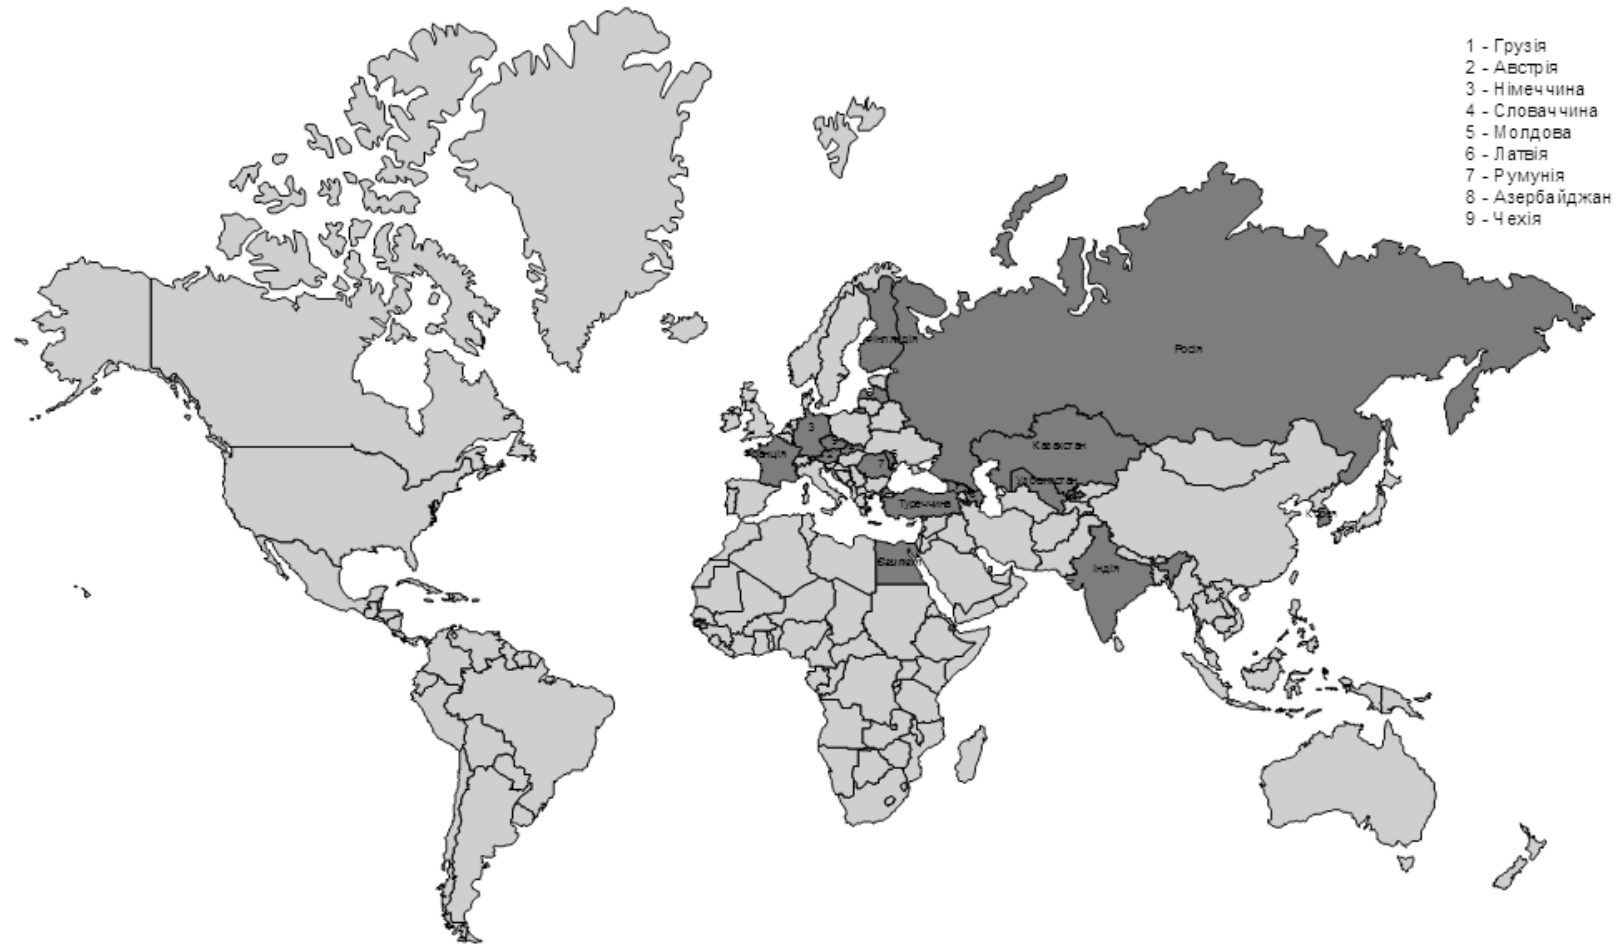 1 - Грузія
2 - Австрія
3 - Німеччина
4 - Словаччина
5 - Молдова
6 - Латвія
7 - Румунія
8 - Азербайджан
9 - Чехія
Фінляндія
Росія
3
Франція
7
Казахстан
Узбекистан
Туреччина
Корея
Єгипет
Індія